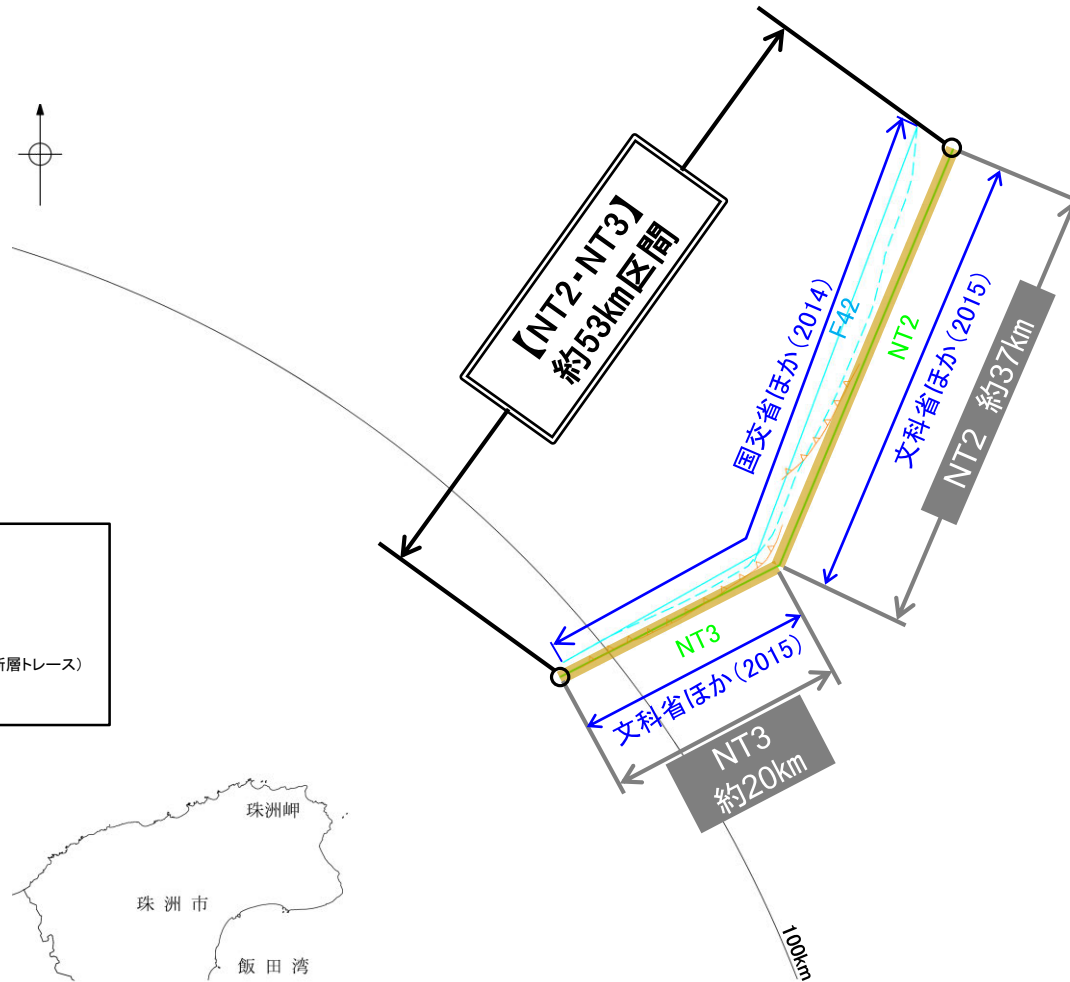 【NT2・NT3】
約53km区間
国交省ほか(2014)
F42
NT2
文科省ほか(2015)
NT2 約37km
NT3
文科省ほか(2015)
NT3
約20km
層トレース)
珠洲岬
珠洲市
飯田湾
100km